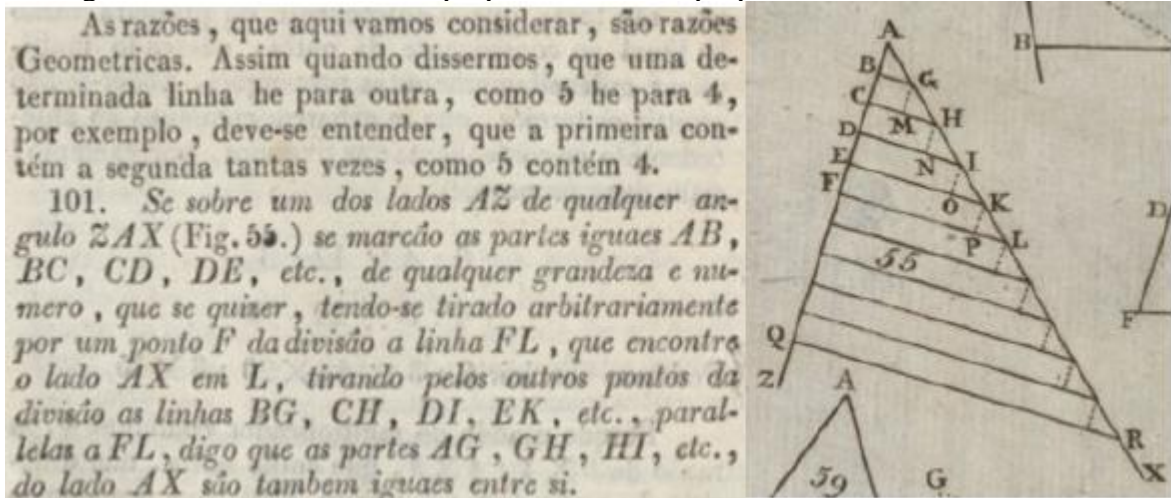 As razões, que aqui vamos considerar, são razões
Geometricas. Assim quando dissermos, que uma de-
terminada linha he para outra, como 5 he para 4,
por exemplo, deve-se entender, que a primeira con-
tém a segunda tantas vezes, como 5 contém 4.
101. Se sobre um dos lados AZ de qualquer an-
gulo ZAX (Fig. 55.) se marcão as partes iguaes AB,
BC, CD, DE, etc., de qualquer grandeza e nu-
mero, que se quizer, tendo-se tirado arbitrariamente
por um ponto F da divisão a linha FL, que encontre
o lado AX em L, tirando pelos outros pontos da
divisão as linhas BG, CH, DI, EK, etc., paral-
lelas a FL, digo que as partes AG, GH, HI, etc.,
do lado AX são tambem iguaes entre si.
A
B
G
C
M
H
D
N
I
E
F
O
K
P
L
55
Q
Z
R
X
A
59
G
H
D
F